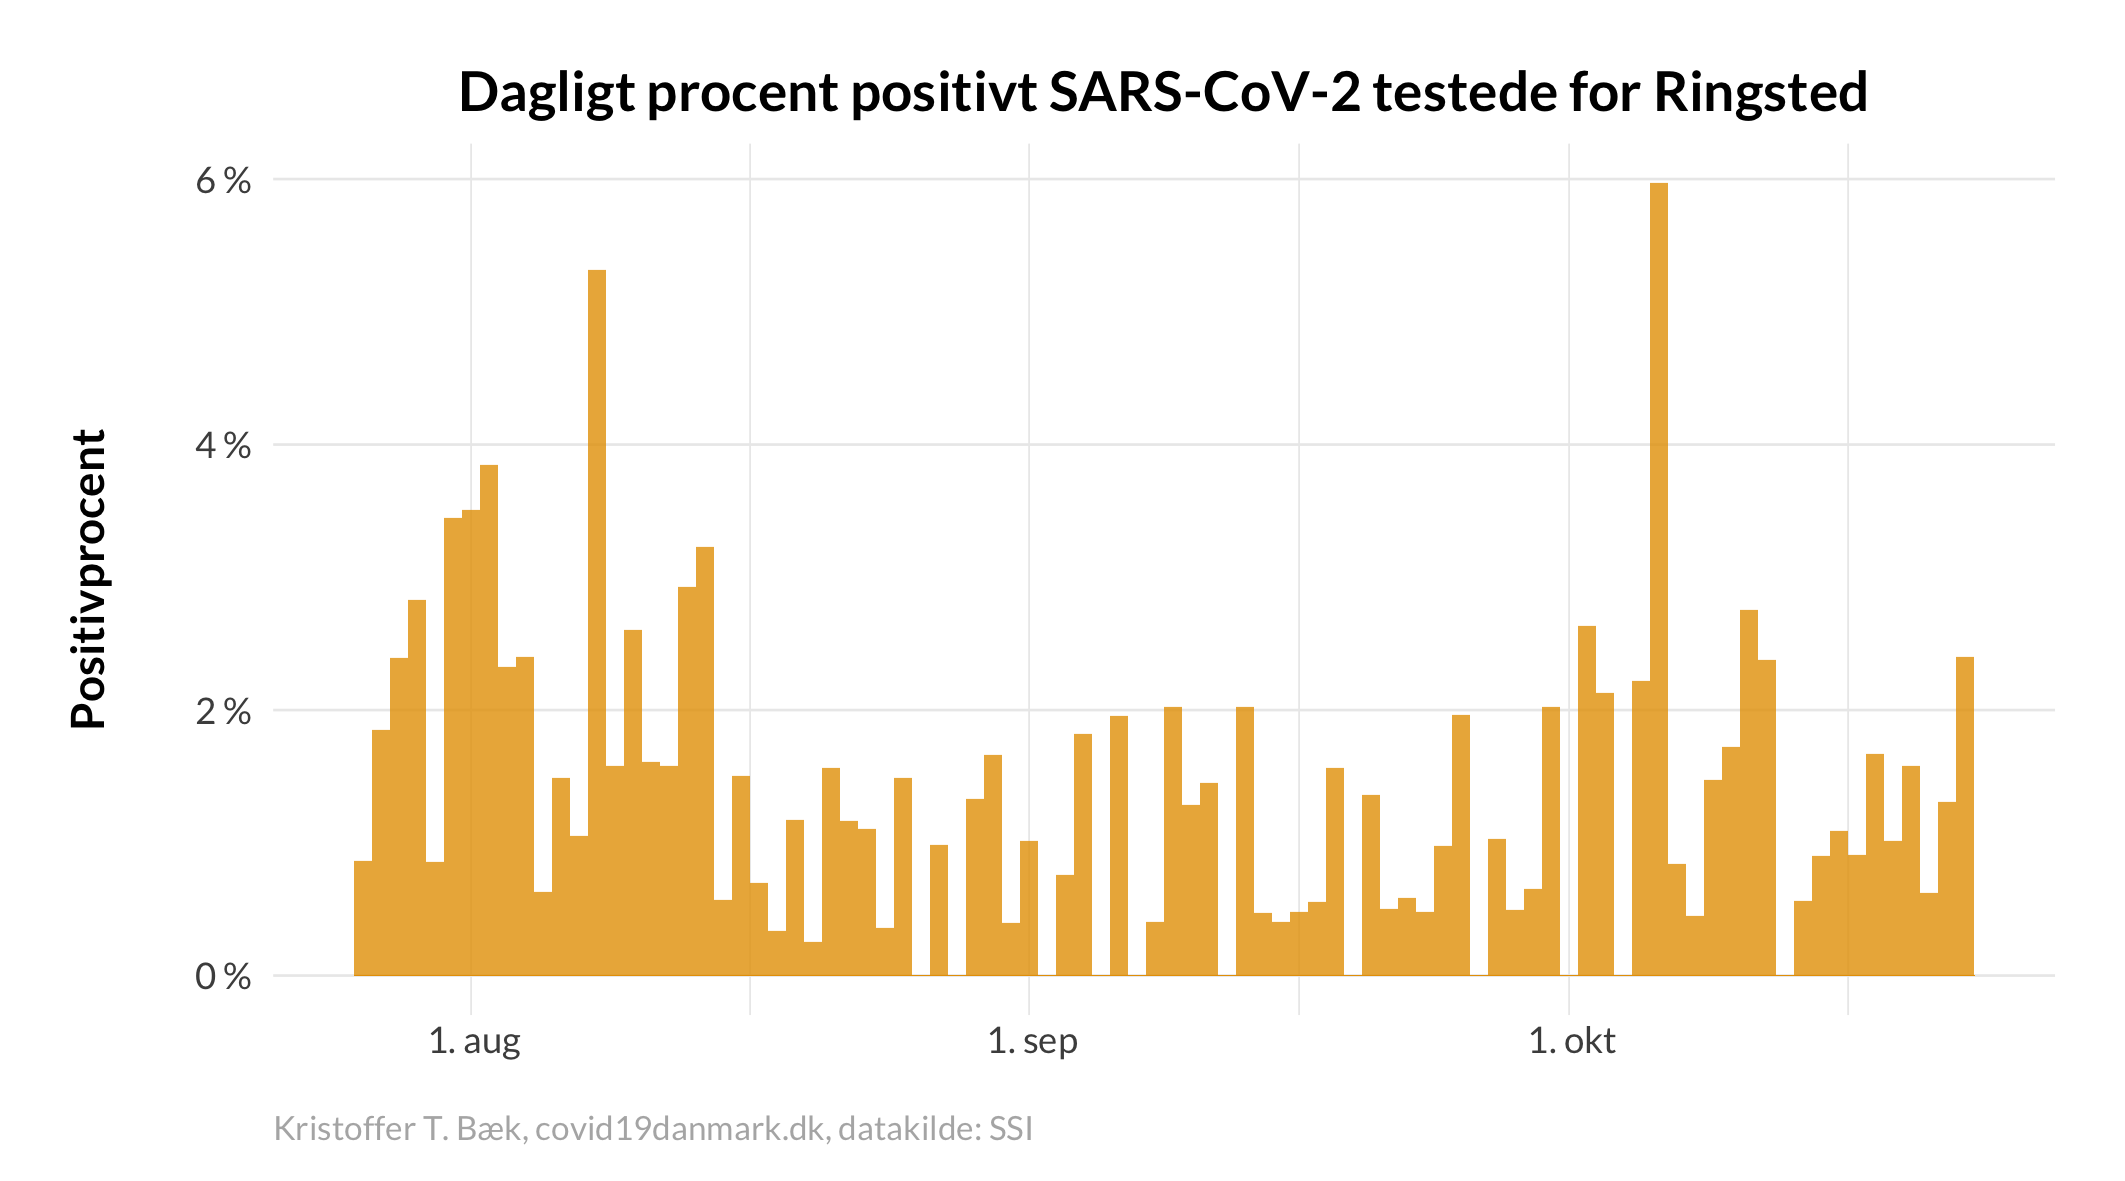 Dagligt procent positivt SARS-CoV-2 testede for Ringsted
Positivprocent
6 %
4 %
2 %
0 %
1. aug
1. sep
1. okt
Kristoffer T. Bæk, covid19danmark.dk, datakilde: SSI